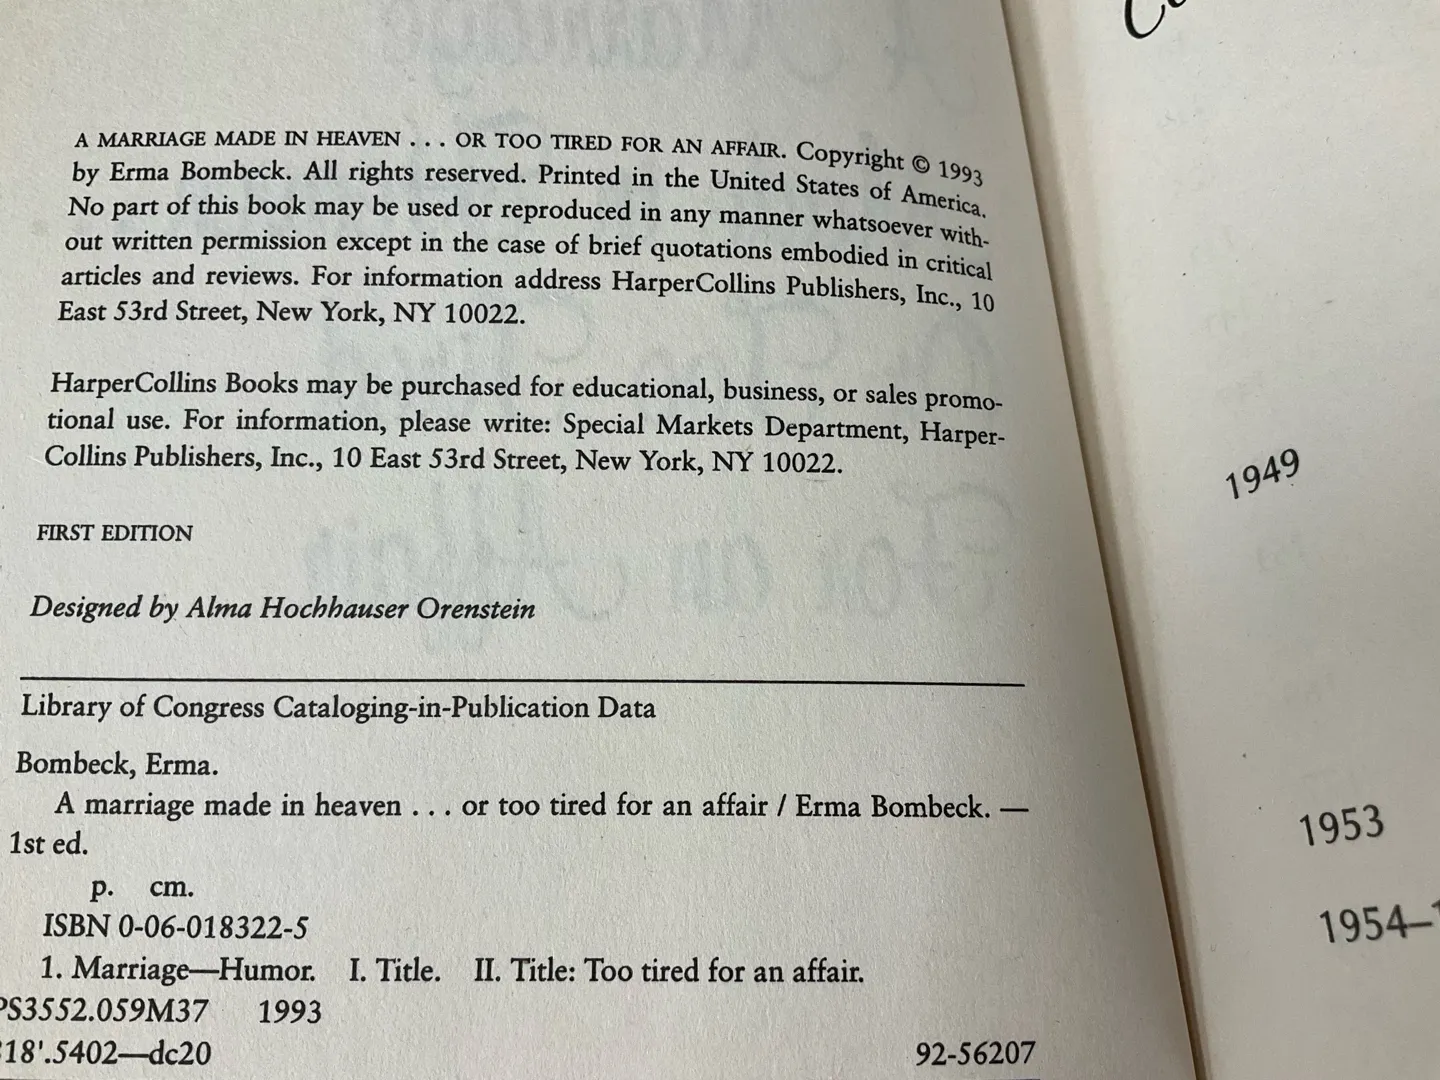 A MARRIAGE MADE IN HEAVEN . . . OR TOO TIRED FOR AN AFFAIR. Copyright © 1993
by Erma Bombeck. All rights reserved. Printed in the United States of America.
No part of this book may be used or reproduced in any manner whatsoever with-
out written permission except in the case of brief quotations embodied in critical
articles and reviews. For information address HarperCollins Publishers, Inc., 10
East 53rd Street, New York, NY 10022.
HarperCollins Books may be purchased for educational, business, or sales promo-
tional use. For information, please write: Special Markets Department, Harper-
Collins Publishers, Inc., 10 East 53rd Street, New York, NY 10022.
FIRST EDITION
Designed by Alma Hochhauser Orenstein
Library of Congress Cataloging-in-Publication Data
Bombeck, Erma.
A marriage made in heaven . . . or too tired for an affair / Erma Bombeck. —
1st ed.
p. cm.
ISBN 0-06-018322-5
1. Marriage—Humor. I. Title. II. Title: Too tired for an affair.
PS3552.059M37 1993
818'.5402—dc20 92-56207
1949
1953
1954–